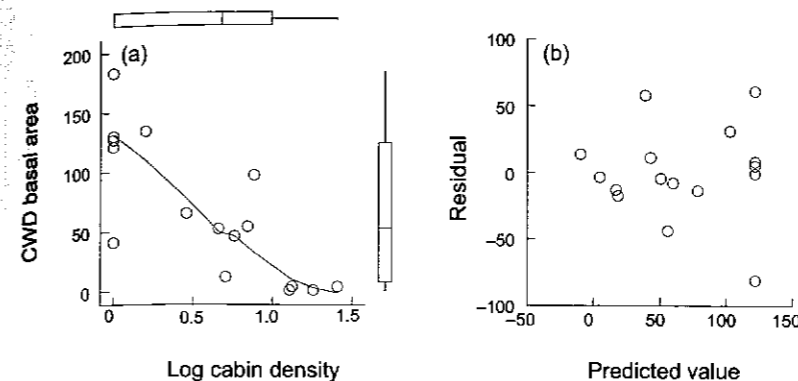 (a)
200
150
100
50
0
CWD basal area
0 0.5 1.0 1.5
Log cabin density
(b)
100
50
0
−50
−100
Residual
−50 0 50 100 150
Predicted value